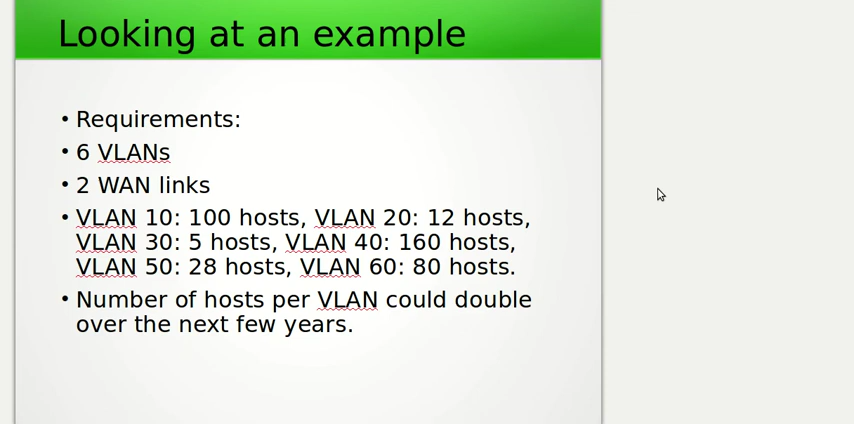 Looking at an example
• Requirements:
• 6 VLANs
• 2 WAN links
• VLAN 10: 100 hosts, VLAN 20: 12 hosts,
VLAN 30: 5 hosts, VLAN 40: 160 hosts,
VLAN 50: 28 hosts, VLAN 60: 80 hosts.
• Number of hosts per VLAN could double
over the next few years.